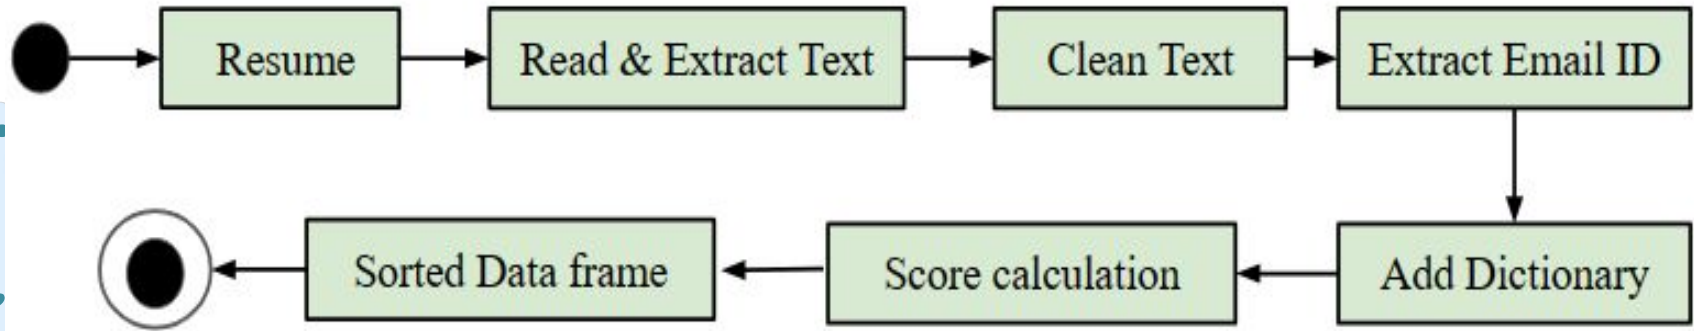 Resume
Read & Extract Text
Clean Text
Extract Email ID
Add Dictionary
Score calculation
Sorted Data frame